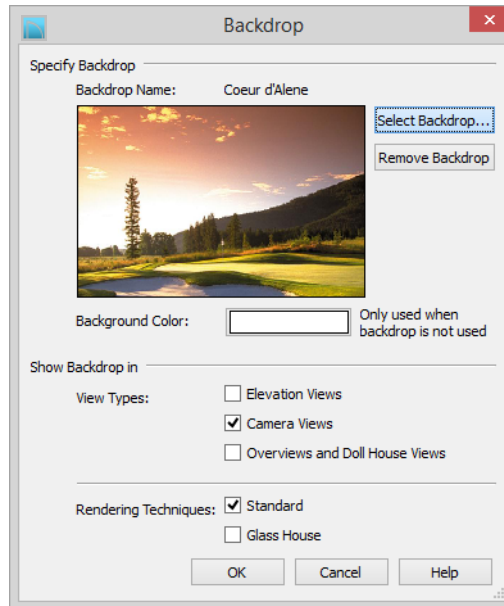 Backdrop
Specify Backdrop
Backdrop Name: Coeur d'Alene
Select Backdrop...
Remove Backdrop
Background Color: Only used when
backdrop is not used
Show Backdrop in
View Types: Elevation Views
Camera Views
Overviews and Doll House Views
Rendering Techniques: Standard
Glass House
OK Cancel Help